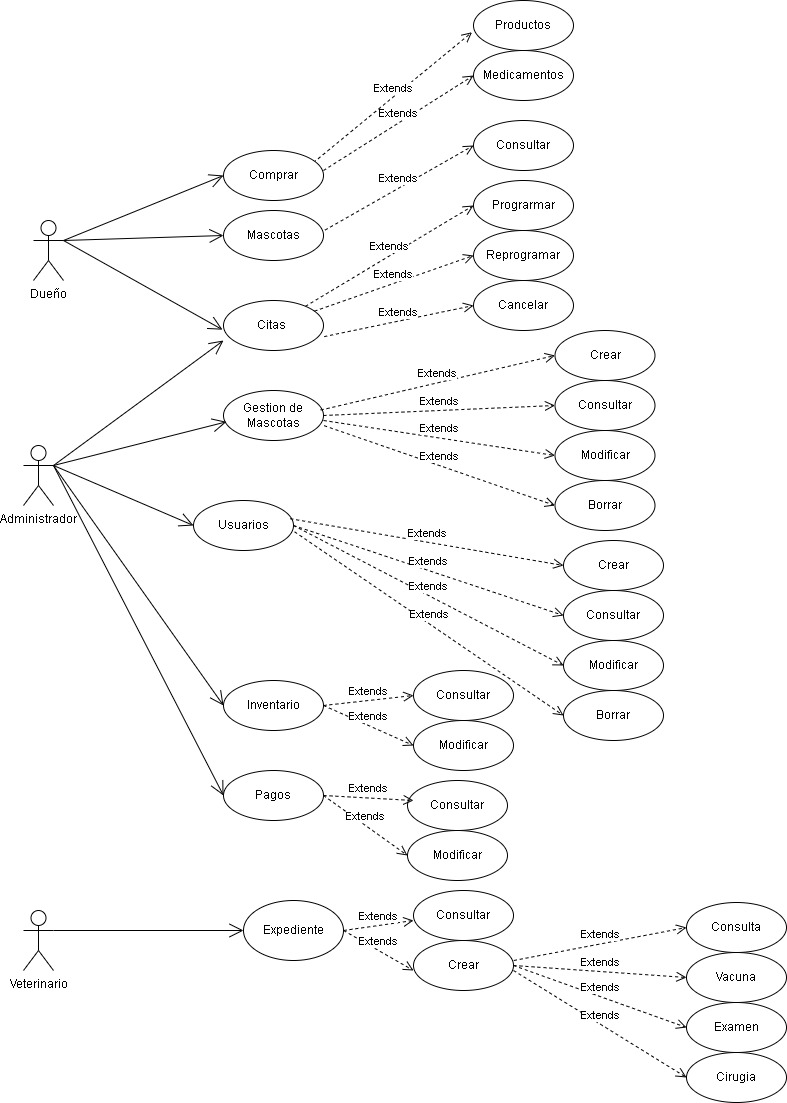 Productos
Extends
Medicamentos
Extends
Comprar
Consultar
Extends
Mascotas
Programar
Extends
Reprogramar
Extends
Dueño
Cancelar
Extends
Citas
Crear
Extends
Gestion de
Mascotas
Extends
Consultar
Extends
Modificar
Extends
Borrar
Administrador
Usuarios
Extends
Crear
Extends
Extends
Consultar
Extends
Modificar
Borrar
Inventario
Extends
Consultar
Extends
Modificar
Pagos
Extends
Consultar
Extends
Modificar
Veterinario
Expediente
Extends
Consultar
Extends
Crear
Extends
Consulta
Extends
Vacuna
Extends
Examen
Extends
Cirugia